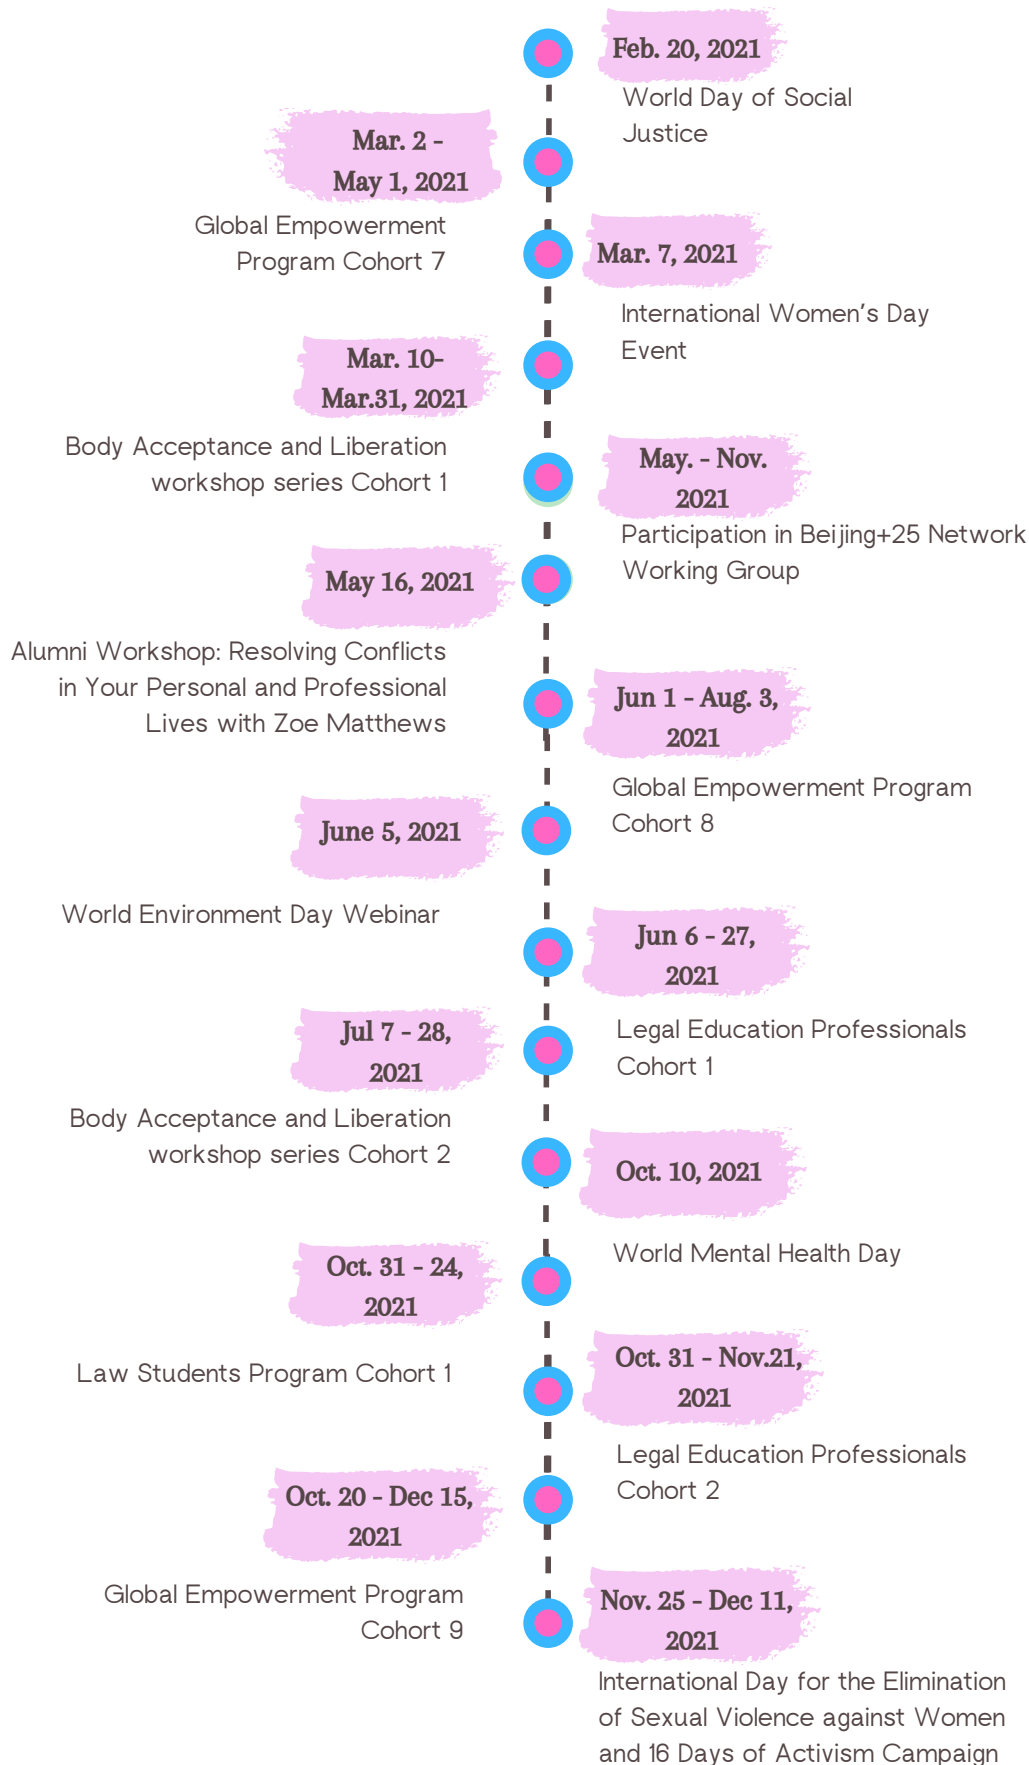 Feb. 20, 2021
World Day of Social
Justice
Mar. 2 -
May 1, 2021
Global Empowerment
Program Cohort 7
Mar. 7, 2021
International Women's Day
Event
Mar. 10-
Mar.31, 2021
Body Acceptance and Liberation
workshop series Cohort 1
May. - Nov.
2021
Participation in Beijing+25 Network
Working Group
May 16, 2021
Alumni Workshop: Resolving Conflicts
in Your Personal and Professional
Lives with Zoe Matthews
Jun 1 - Aug. 3,
2021
Global Empowerment Program
Cohort 8
June 5, 2021
World Environment Day Webinar
Jun 6 - 27,
2021
Legal Education Professionals
Cohort 1
Jul 7 - 28,
2021
Body Acceptance and Liberation
workshop series Cohort 2
Oct. 10, 2021
World Mental Health Day
Oct. 31 - 24,
2021
Law Students Program Cohort 1
Oct. 31 - Nov.21,
2021
Legal Education Professionals
Cohort 2
Oct. 20 - Dec 15,
2021
Global Empowerment Program
Cohort 9
Nov. 25 - Dec 11,
2021
International Day for the Elimination
of Sexual Violence against Women
and 16 Days of Activism Campaign